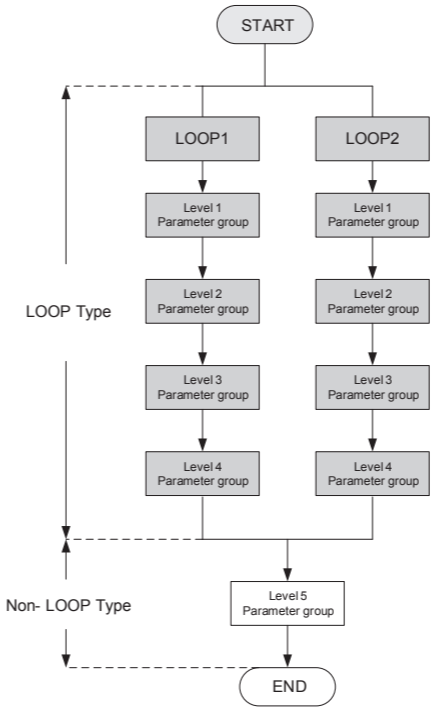 START
LOOP1
LOOP2
Level 1
Parameter group
Level 1
Parameter group
Level 2
Parameter group
Level 2
Parameter group
LOOP Type
Level 3
Parameter group
Level 3
Parameter group
Level 4
Parameter group
Level 4
Parameter group
Non- LOOP Type
Level 5
Parameter group
END